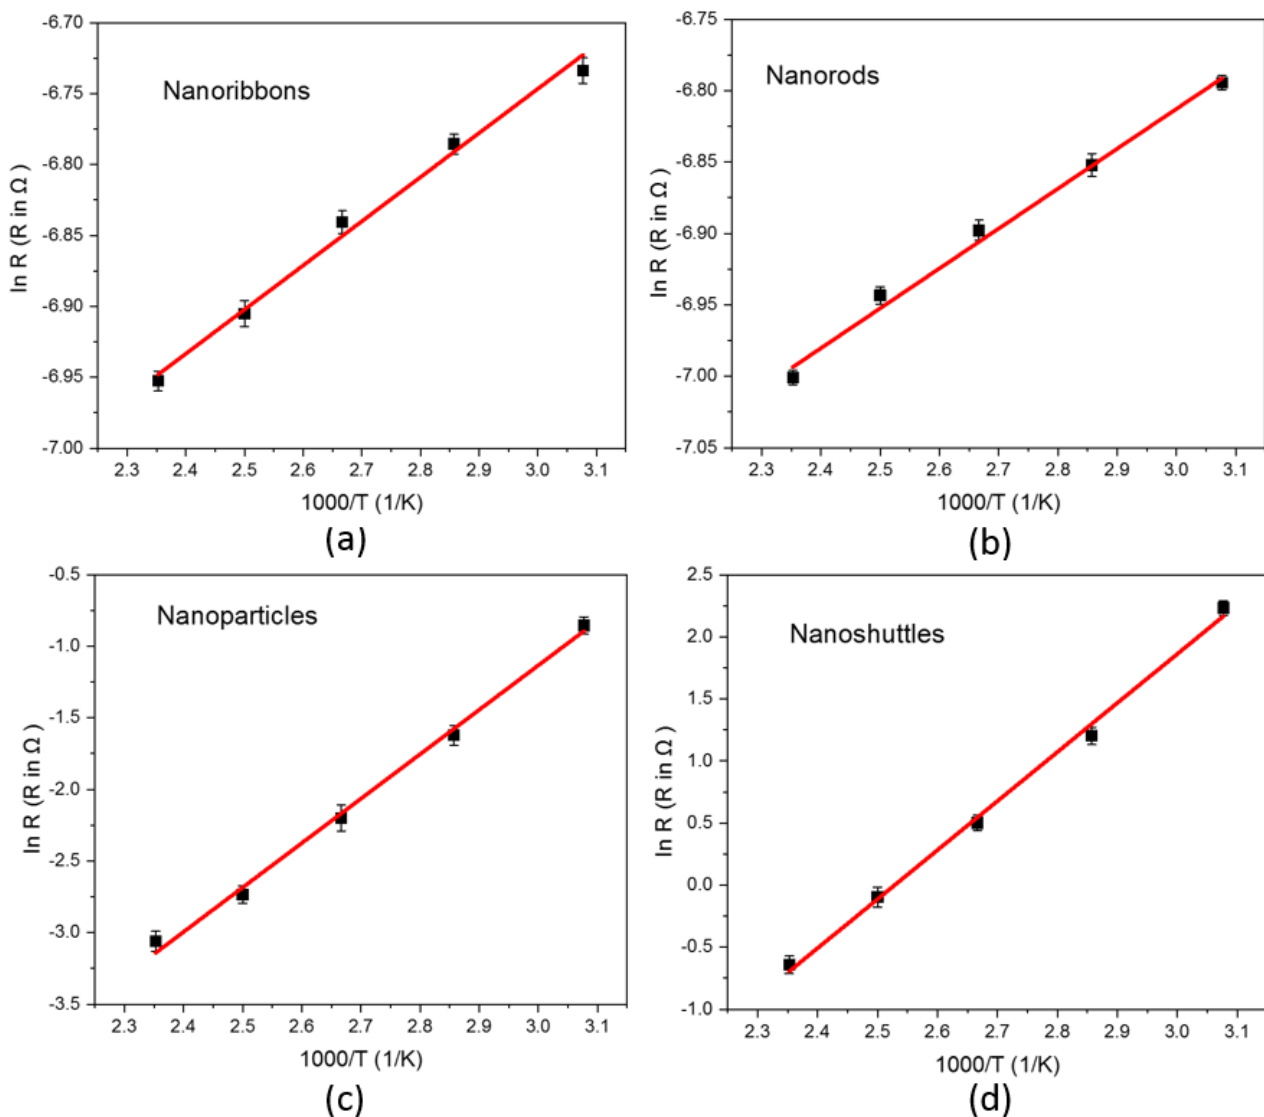 Nanoribbons
ln R ( R in Ω )
-6.70
-6.75
-6.80
-6.85
-6.90
-6.95
-7.00
2.3 2.4 2.5 2.6 2.7 2.8 2.9 3.0 3.1
1000/T (1/K)
(a)
Nanorods
ln R ( R in Ω )
-6.75
-6.80
-6.85
-6.90
-6.95
-7.00
-7.05
2.3 2.4 2.5 2.6 2.7 2.8 2.9 3.0 3.1
1000/T (1/K)
(b)
Nanoparticles
ln R ( R in Ω )
-0.5
-1.0
-1.5
-2.0
-2.5
-3.0
-3.5
2.3 2.4 2.5 2.6 2.7 2.8 2.9 3.0 3.1
1000/T (1/K)
(c)
Nanoshuttles
ln R ( R in Ω )
2.5
2.0
1.5
1.0
0.5
0.0
-0.5
-1.0
2.3 2.4 2.5 2.6 2.7 2.8 2.9 3.0 3.1
1000/T (1/K)
(d)